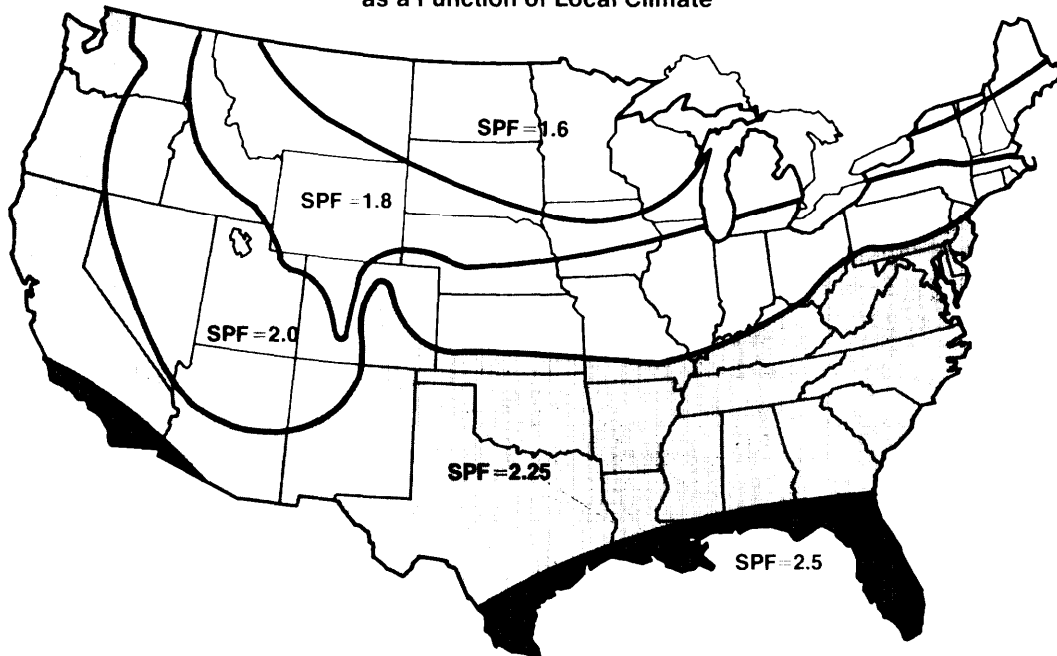 as a Function of Local Climate
SPF=1.6
SPF=1.8
SPF=2.0
SPF=2.25
SPF=2.5